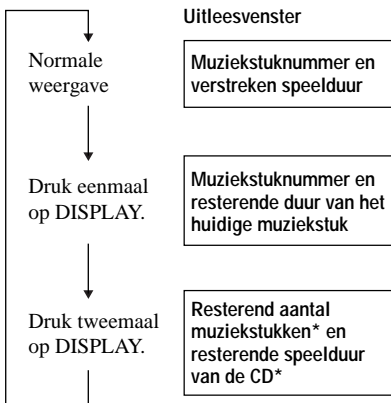 Uitleesvenster
Normale
weergave
Muziekstuknummer en
verstreken speelduur
Druk eenmaal
op DISPLAY.
Muziekstuknummer en
resterende duur van het
huidige muziekstuk
Druk tweemaal
op DISPLAY.
Resterend aantal
muziekstukken* en
resterende speelduur
van de CD*